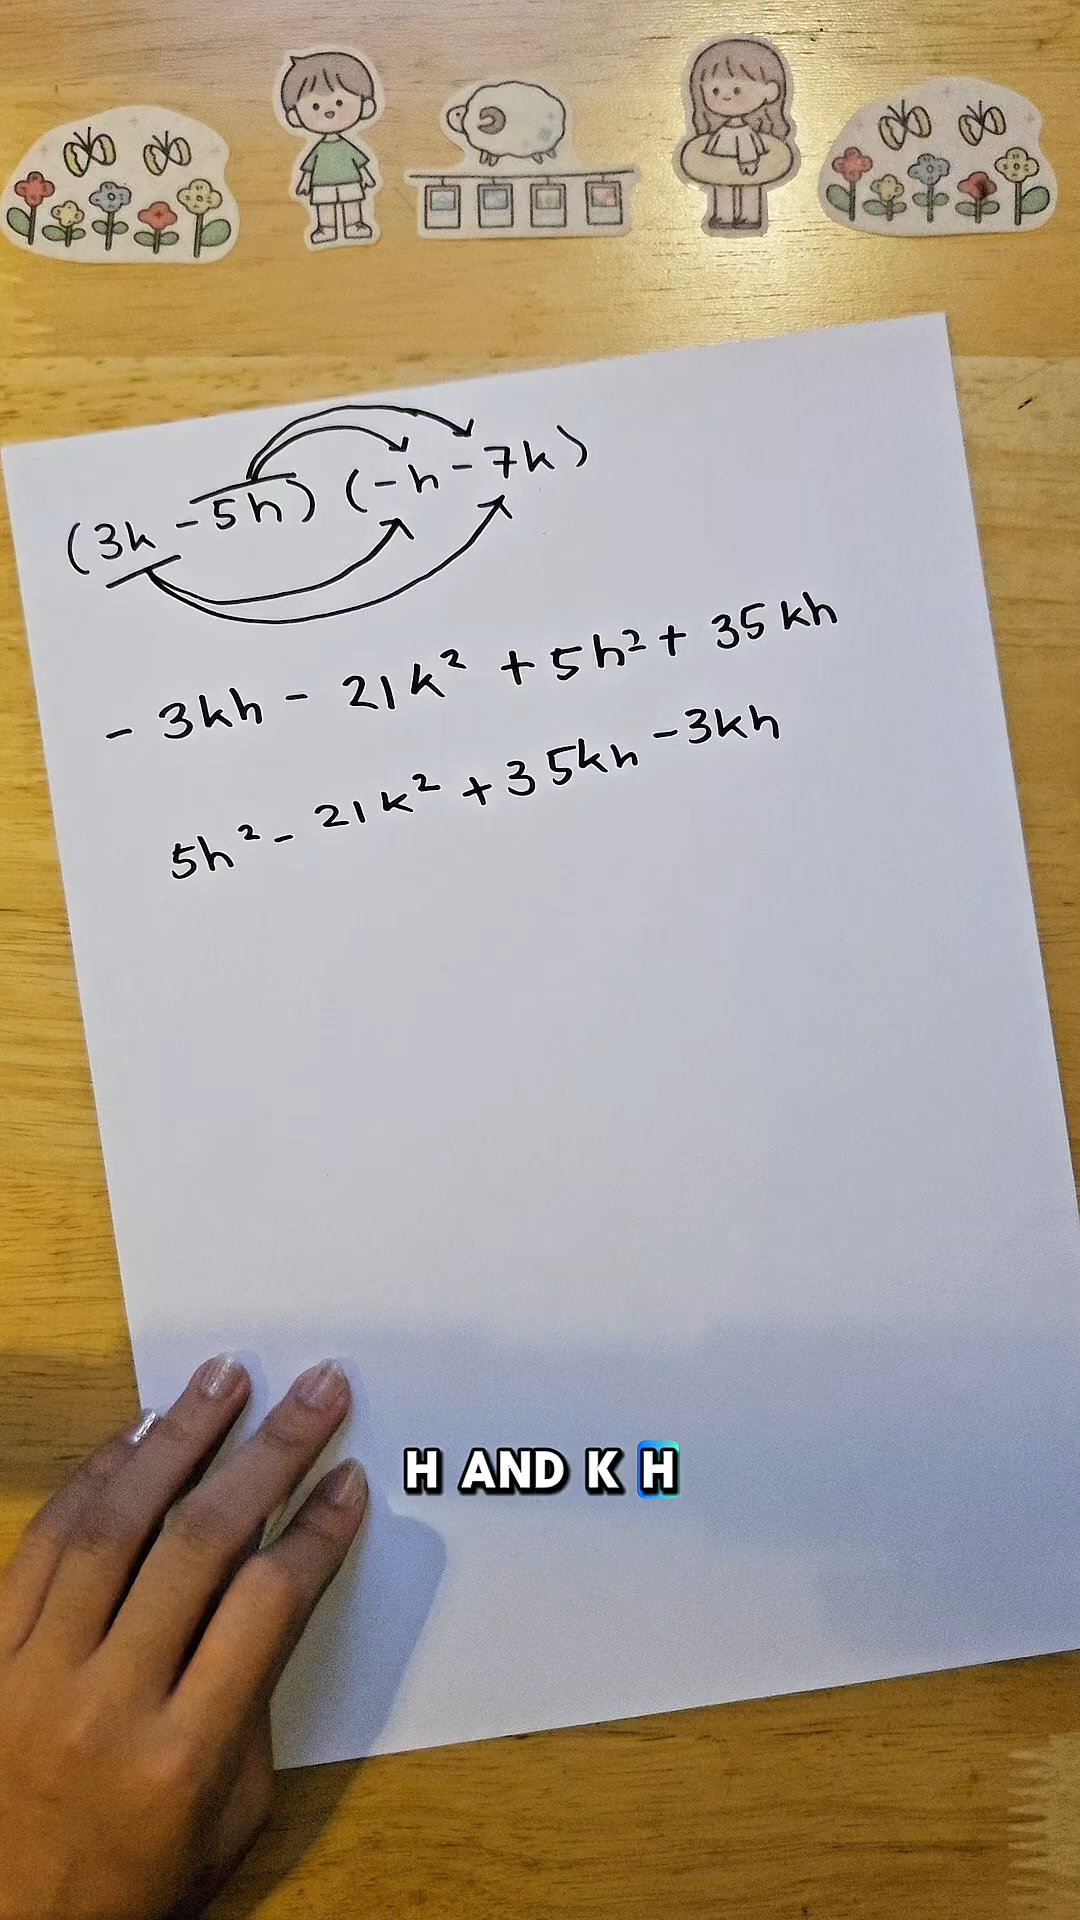 (3k - 5h) (-h - 7k)
- 3kh - 21k² + 5h² + 35kh
5h² - 21k² + 35kh - 3kh
H AND K H